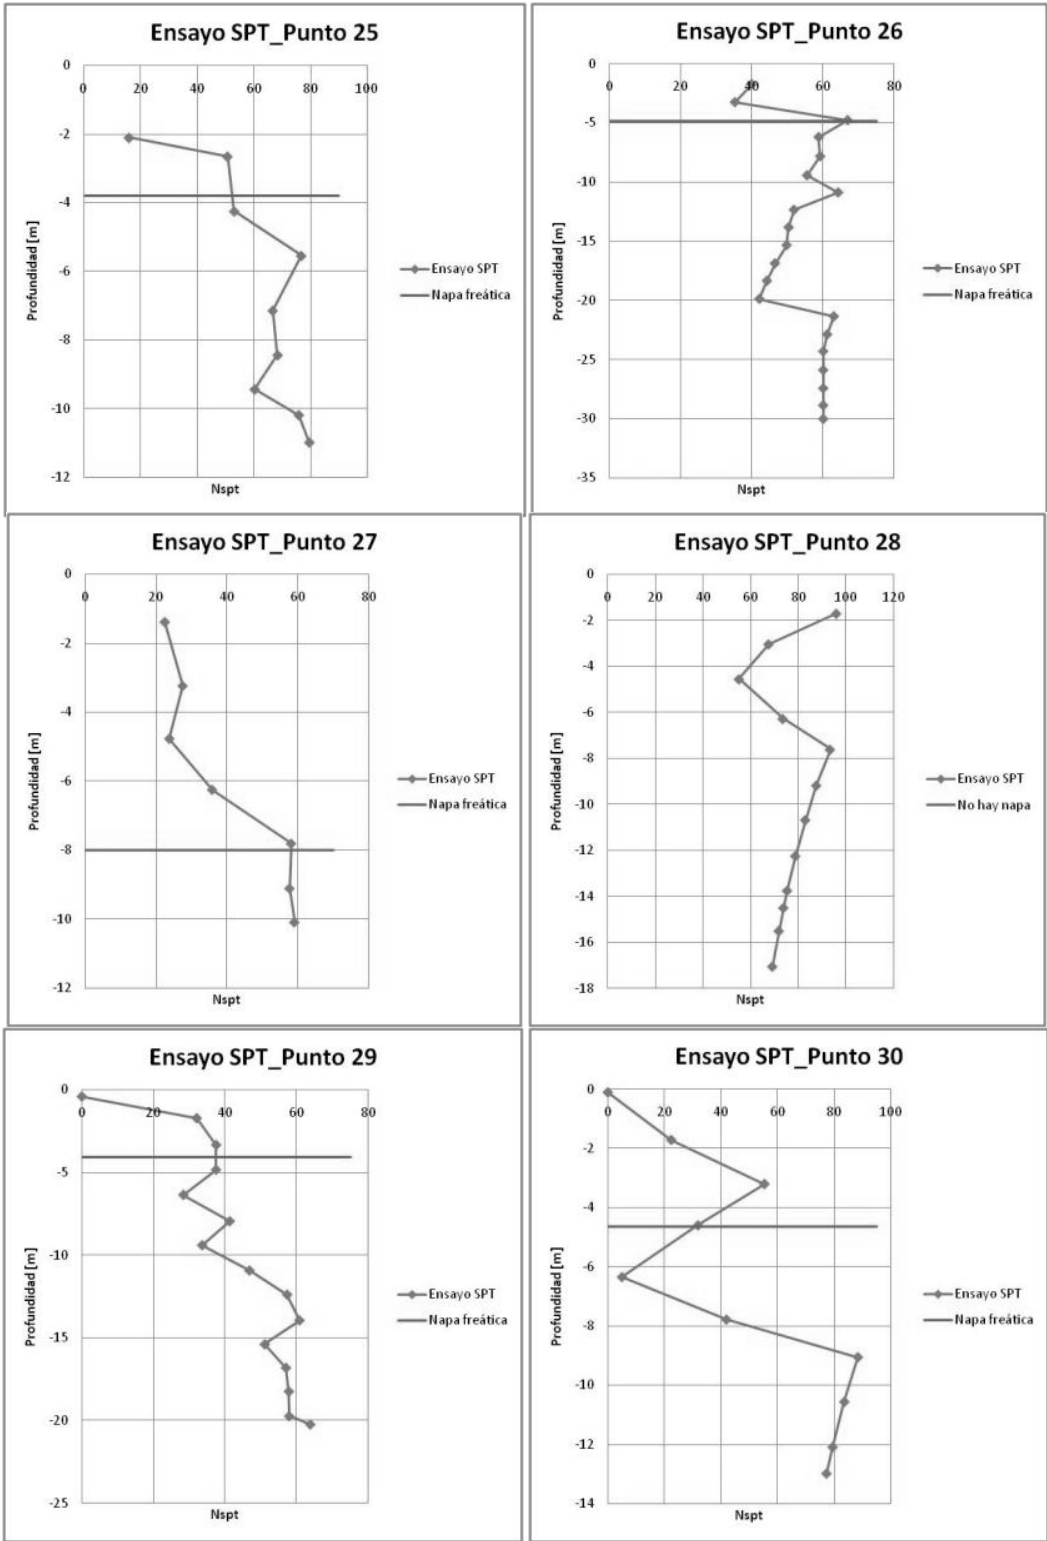 Ensayo SPT_Punto 25
0
0 20 40 60 80 100
-2
-4
-6
-8
-10
-12
Profundidad [m]
Nspt
Ensayo SPT
Napa freática
Ensayo SPT_Punto 26
0
0 20 40 60 80
-5
-10
-15
-20
-25
-30
-35
Profundidad [m]
Nspt
Ensayo SPT
Napa freática
Ensayo SPT_Punto 27
0
0 20 40 60 80
-2
-4
-6
-8
-10
-12
Profundidad [m]
Nspt
Ensayo SPT
Napa freática
Ensayo SPT_Punto 28
0
0 20 40 60 80 100 120
-2
-4
-6
-8
-10
-12
-14
-16
-18
Profundidad [m]
Nspt
Ensayo SPT
No hay napa
Ensayo SPT_Punto 29
0
0 20 40 60 80
-5
-10
-15
-20
-25
Profundidad [m]
Nspt
Ensayo SPT
Napa freática
Ensayo SPT_Punto 30
0
0 20 40 60 80 100
-2
-4
-6
-8
-10
-12
-14
Profundidad [m]
Nspt
Ensayo SPT
Napa freática